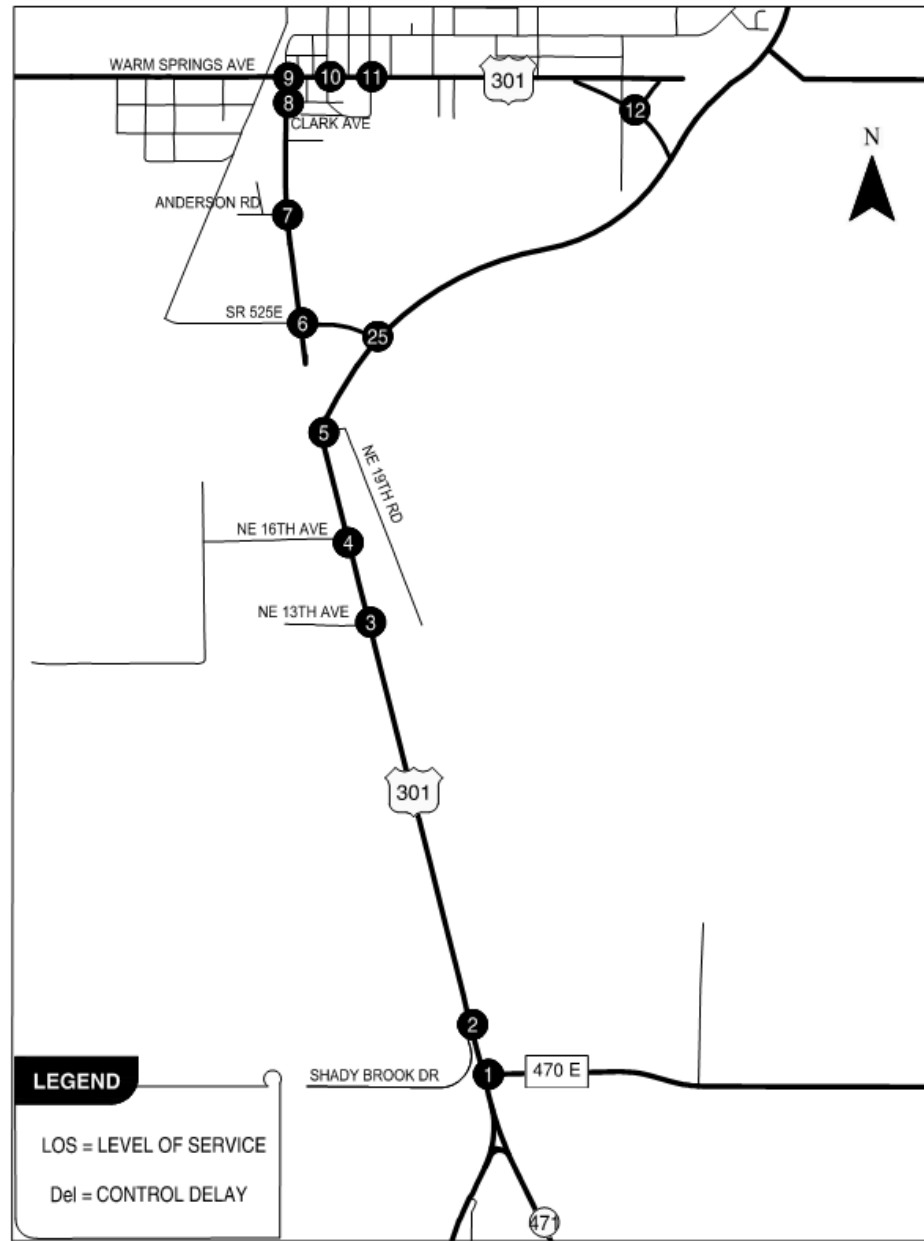 WARM SPRINGS AVE
9
10
11
301
8
12
CLARK AVE
N
ANDERSON RD
7
SR 525E
6
25
5
NE 19TH RD
NE 16TH AVE
4
NE 13TH AVE
3
301
2
SHADY BROOK DR
1
470 E
LEGEND
LOS = LEVEL OF SERVICE
Del = CONTROL DELAY
471